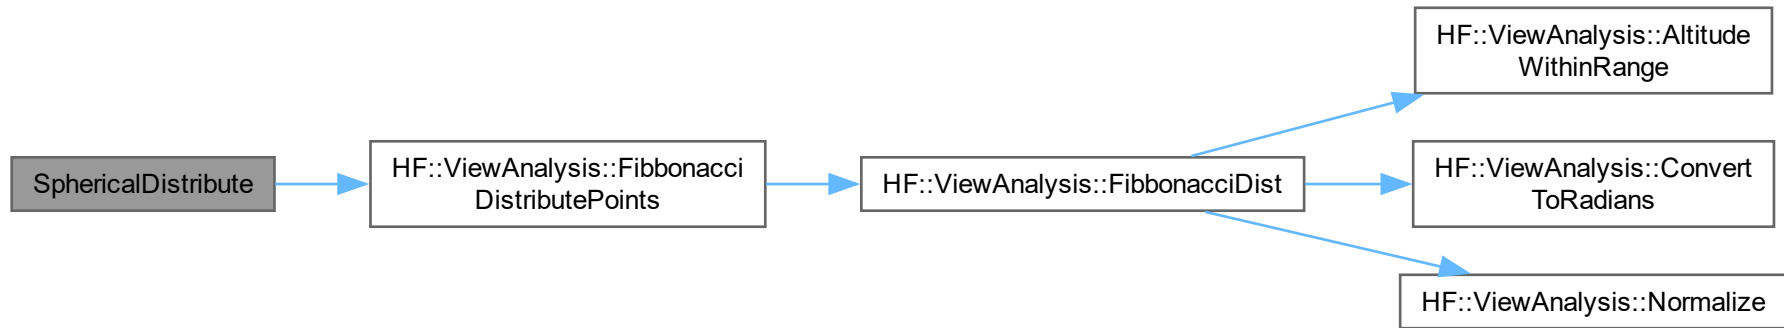 SphericalDistribute
HF::ViewAnalysis::Fibbonacci
DistributePoints
HF::ViewAnalysis::FibbonacciDist
HF::ViewAnalysis::Altitude
WithinRange
HF::ViewAnalysis::Convert
ToRadians
HF::ViewAnalysis::Normalize